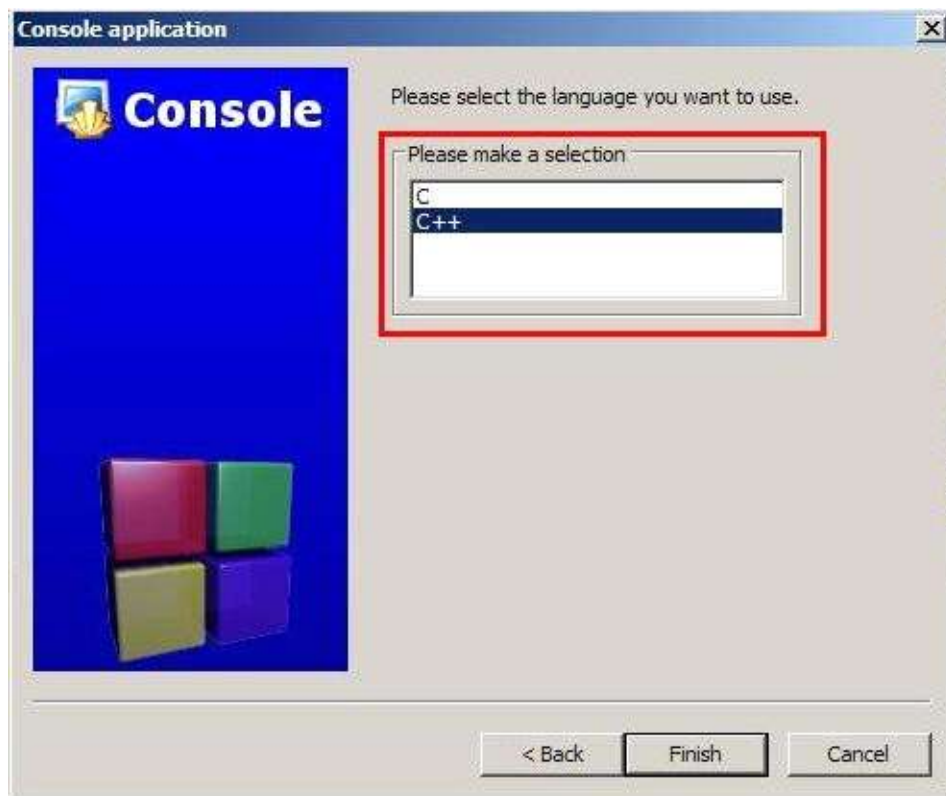 Console application
Console
Please select the language you want to use.
Please make a selection
C
C++
< Back
Finish
Cancel